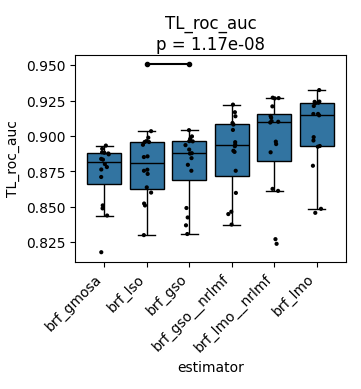 TL_roc_auc
p = 1.17e-08
0.950
0.925
0.900
0.875
0.850
0.825
TL_roc_auc
brf_gmosa
brf_lso
brf_gso
brf_gso__nrlmf
brf_lmo__nrlmf
brf_lmo
estimator